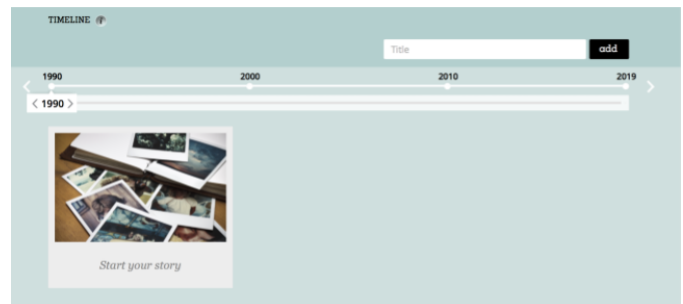 TIMELINE
Title
add
1990 2000 2010 2019
< 1990 >
Start your story